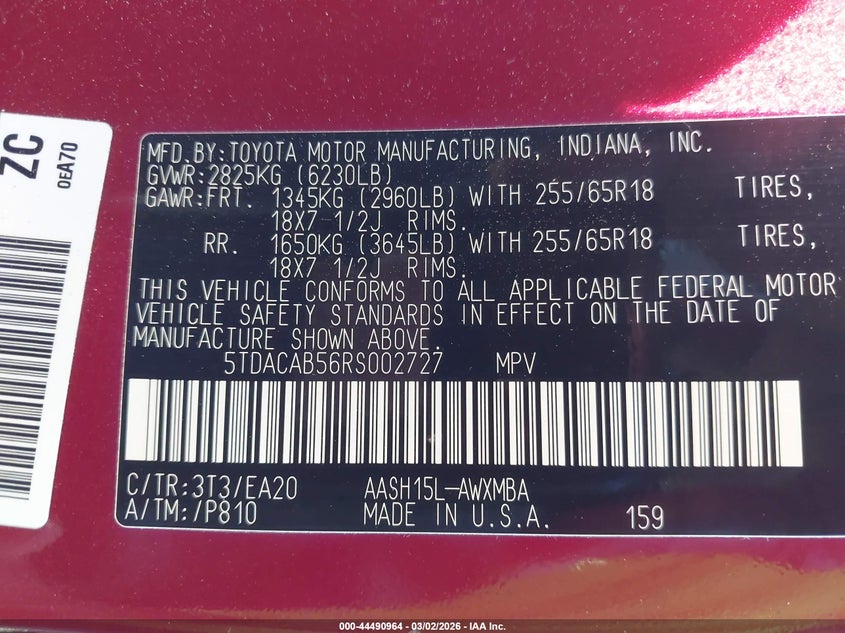 ZC
0EA70
MFD.BY:TOYOTA MOTOR MANUFACTURING, INDIANA, INC.
GVWR:2825KG (6230LB)
GAWR:FRT. 1345KG (2960LB) WITH 255/65R18 TIRES,
18X7 1/2J RIMS.
RR. 1650KG (3645LB) WITH 255/65R18 TIRES,
18X7 1/2J RIMS.
THIS VEHICLE CONFORMS TO ALL APPLICABLE FEDERAL MOTOR
VEHICLE SAFETY STANDARDS IN EFFECT ON THE DATE OF
MANUFACTURE SHOWN ABOVE.
5TDACAB56RS002727 MPV
C/TR:3T3/EA20 AASH15L-AWXMBA
A/TM:/P810 MADE IN U.S.A. 159
000-44490964 | 03/02/2026 - IAA Inc.